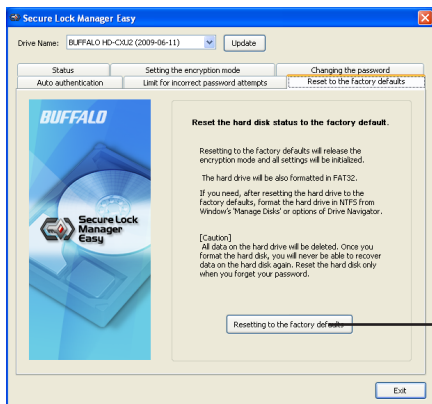 Secure Lock Manager Easy
Drive Name: BUFFALO HD-CXU2 (2009-06-11) Update
Status Setting the encryption mode Changing the password
Auto authentication Limit for incorrect password attempts Reset to the factory defaults
BUFFALO
Secure Lock
Manager
Easy
Reset the hard disk status to the factory default.
Resetting to the factory defaults will release the
encryption mode and all settings will be initialized.
The hard drive will be also formatted in FAT32.
If you need, after resetting the hard drive to the
factory defaults, format the hard drive in NTFS from
Window's 'Manage Disks' or options of Drive Navigator.
[Caution]
All data on the hard drive will be deleted. Once you
format the hard disk, you will never be able to recover
data on the hard disk again. Reset the hard disk only
when you forget your password.
Resetting to the factory defaults
Exit